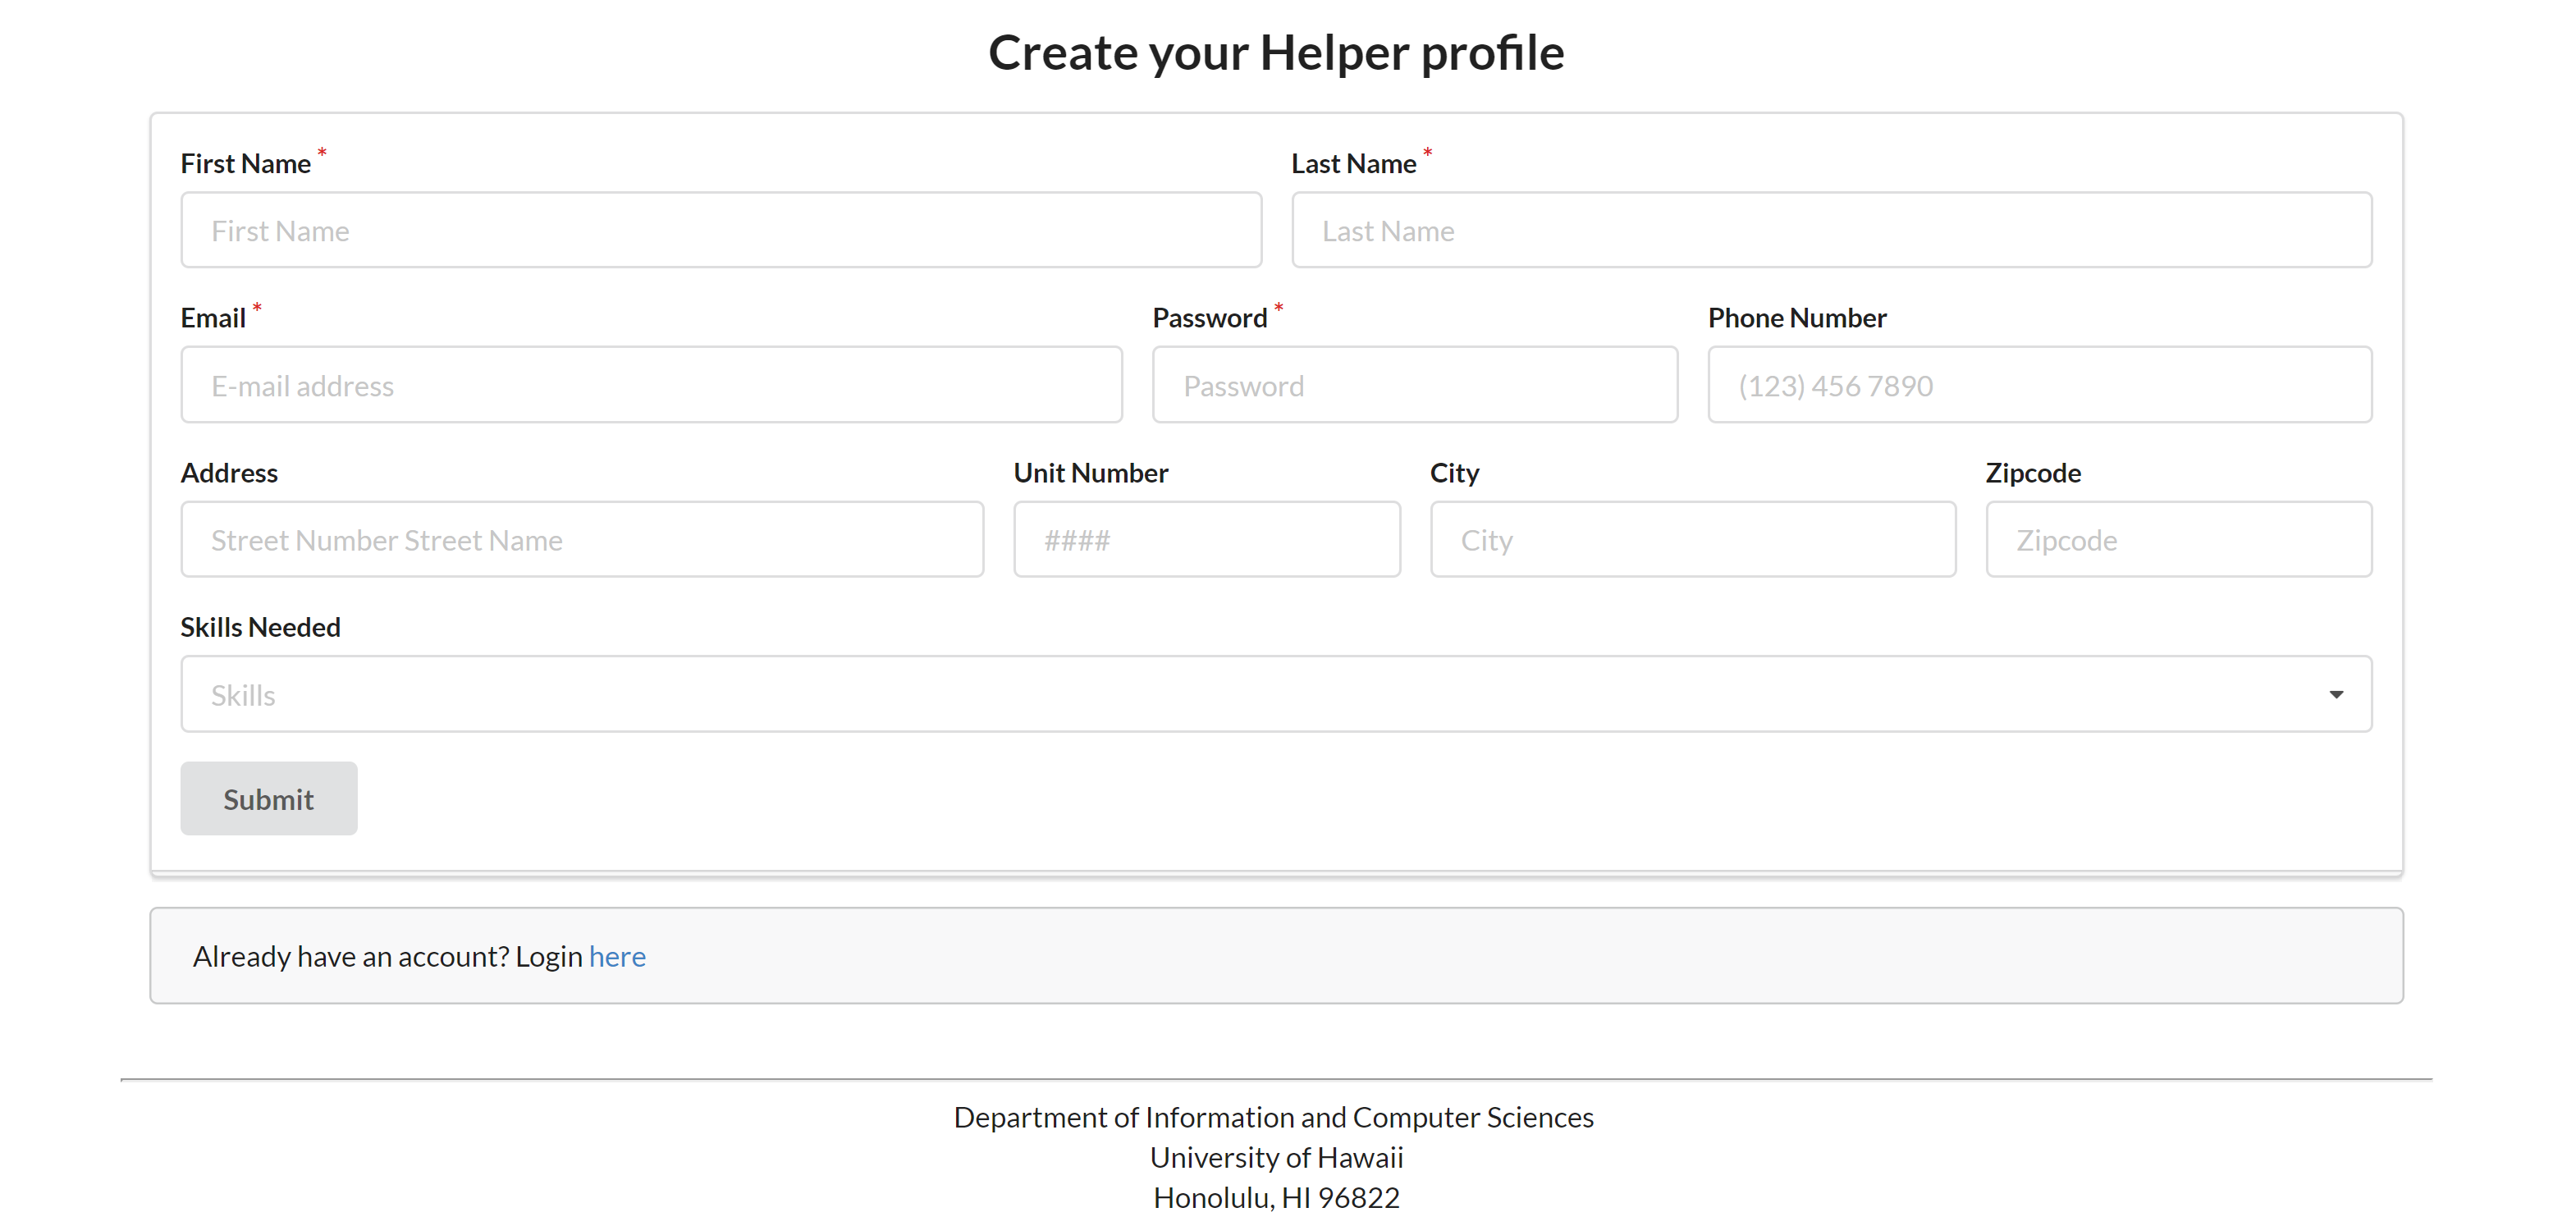 Create your Helper profile
First Name *
Last Name *
First Name
Last Name
Email *
Password *
Phone Number
E-mail address
Password
(123) 456 7890
Address
Unit Number
City
Zipcode
Street Number Street Name
####
City
Zipcode
Skills Needed
Skills
Submit
Already have an account? Login here
Department of Information and Computer Sciences
University of Hawaii
Honolulu, HI 96822